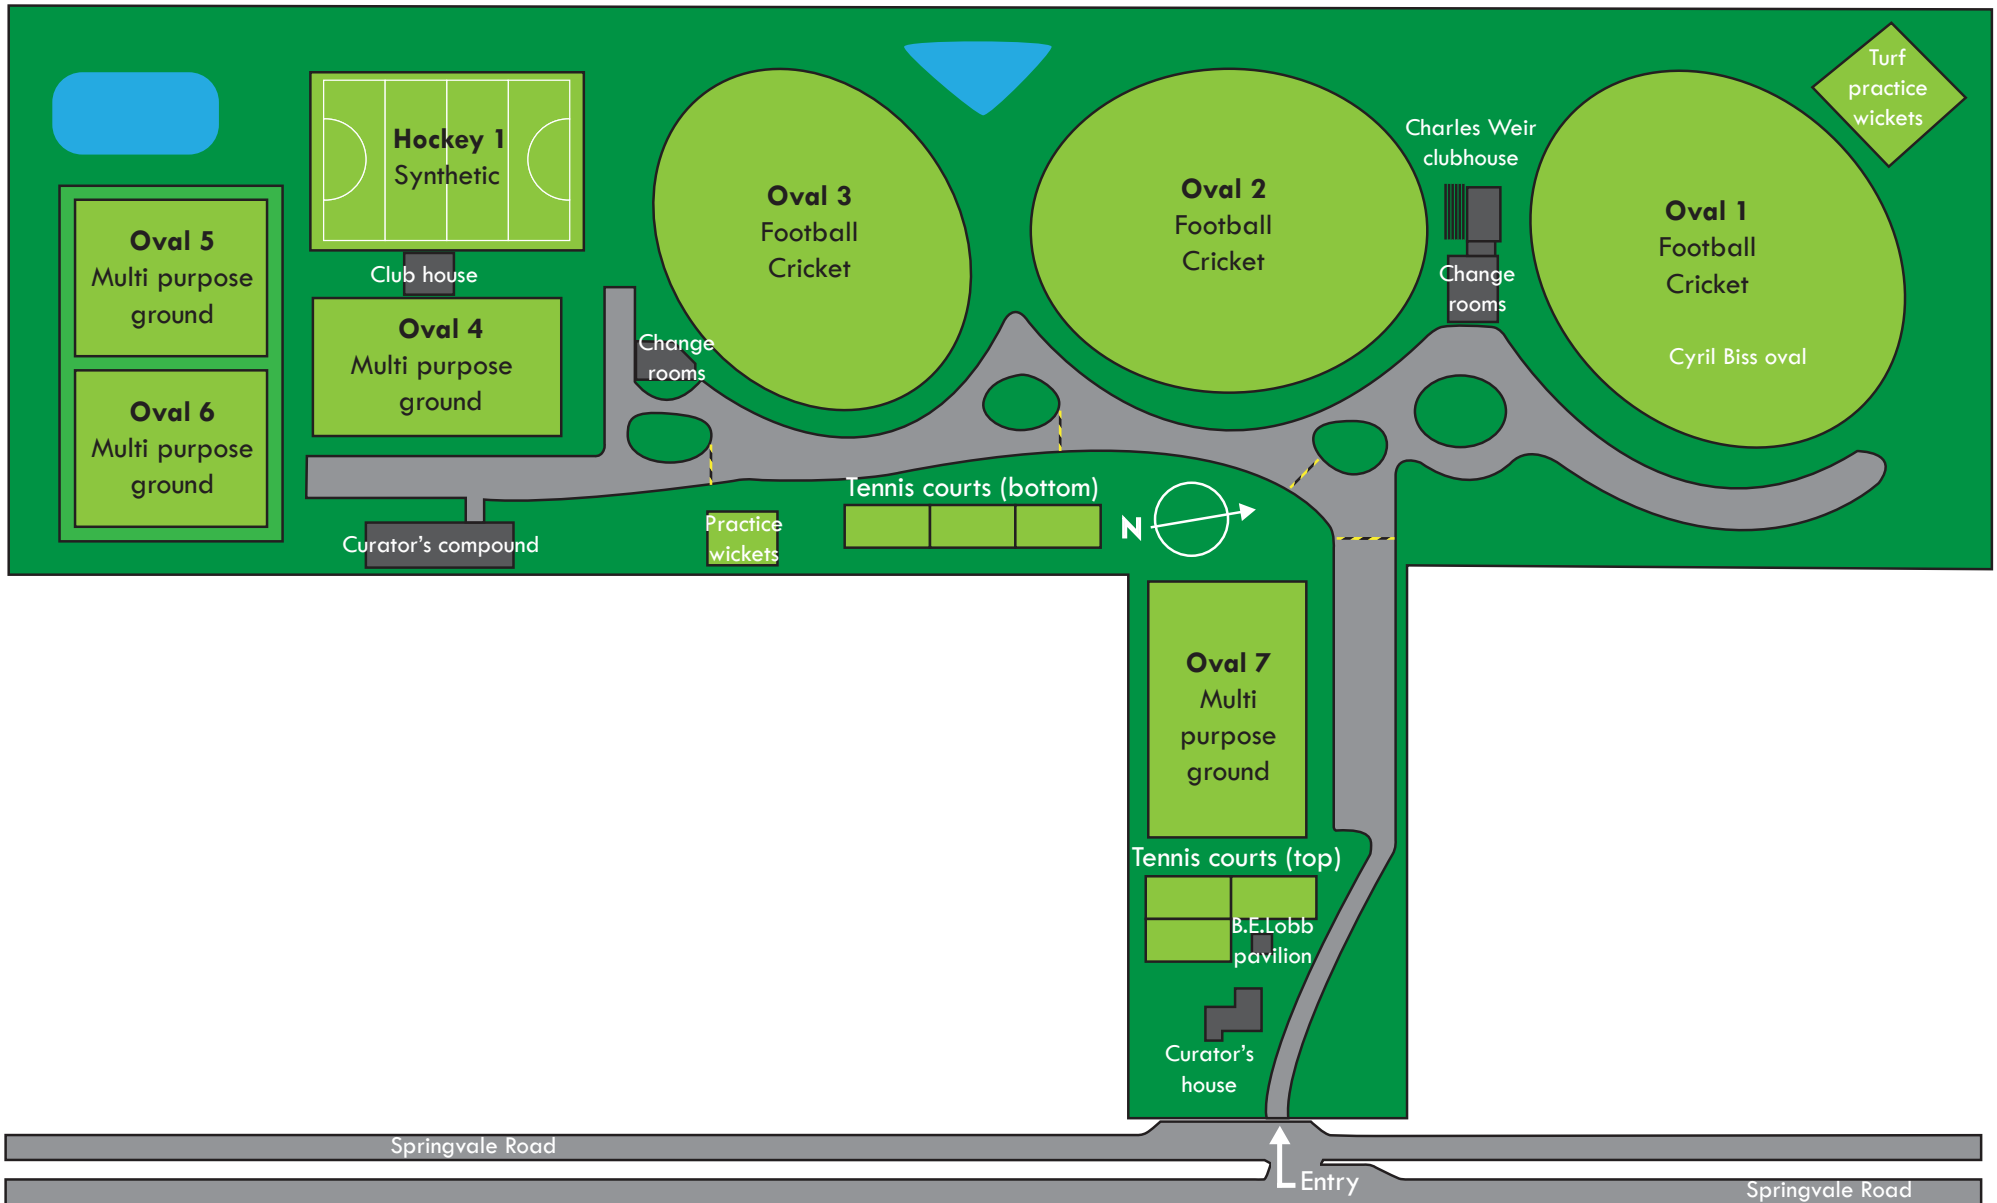 Turf
practice
wickets
Charles Weir
clubhouse
Hockey 1
Synthetic
Oval 3
Football
Cricket
Oval 2
Football
Cricket
Oval 1
Football
Cricket
Cyril Biss oval
Oval 5
Multi purpose
ground
Club house
Change
rooms
Oval 4
Multi purpose
ground
Change
rooms
Oval 6
Multi purpose
ground
Tennis courts (bottom)
N
Practice
wickets
Curator's compound
Oval 7
Multi
purpose
ground
Tennis courts (top)
B.E.Lobb
pavilion
Curator's
house
Springvale Road
Entry
Springvale Road